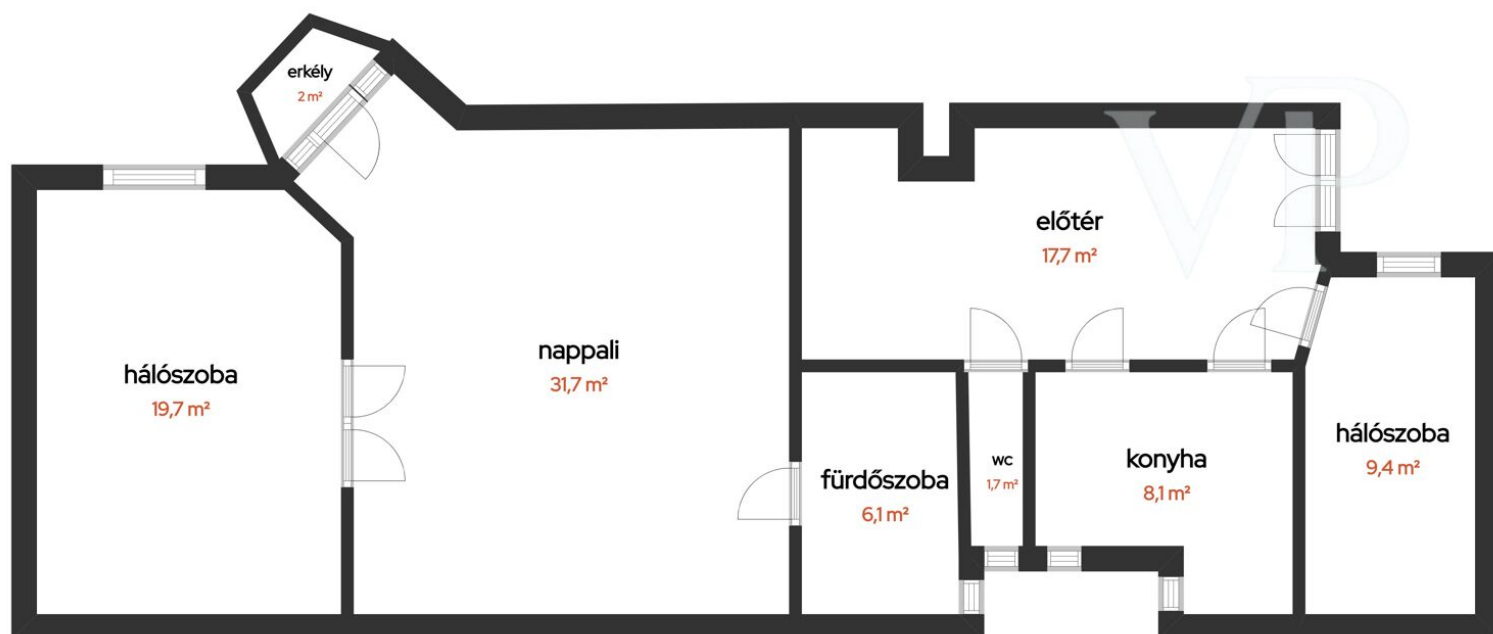 erkély
2 m²
VP
előtér
17,7 m²
nappali
31,7 m²
hálószoba
19,7 m²
hálószoba
9,4 m²
wc
1,7 m²
konyha
8,1 m²
fürdőszoba
6,1 m²